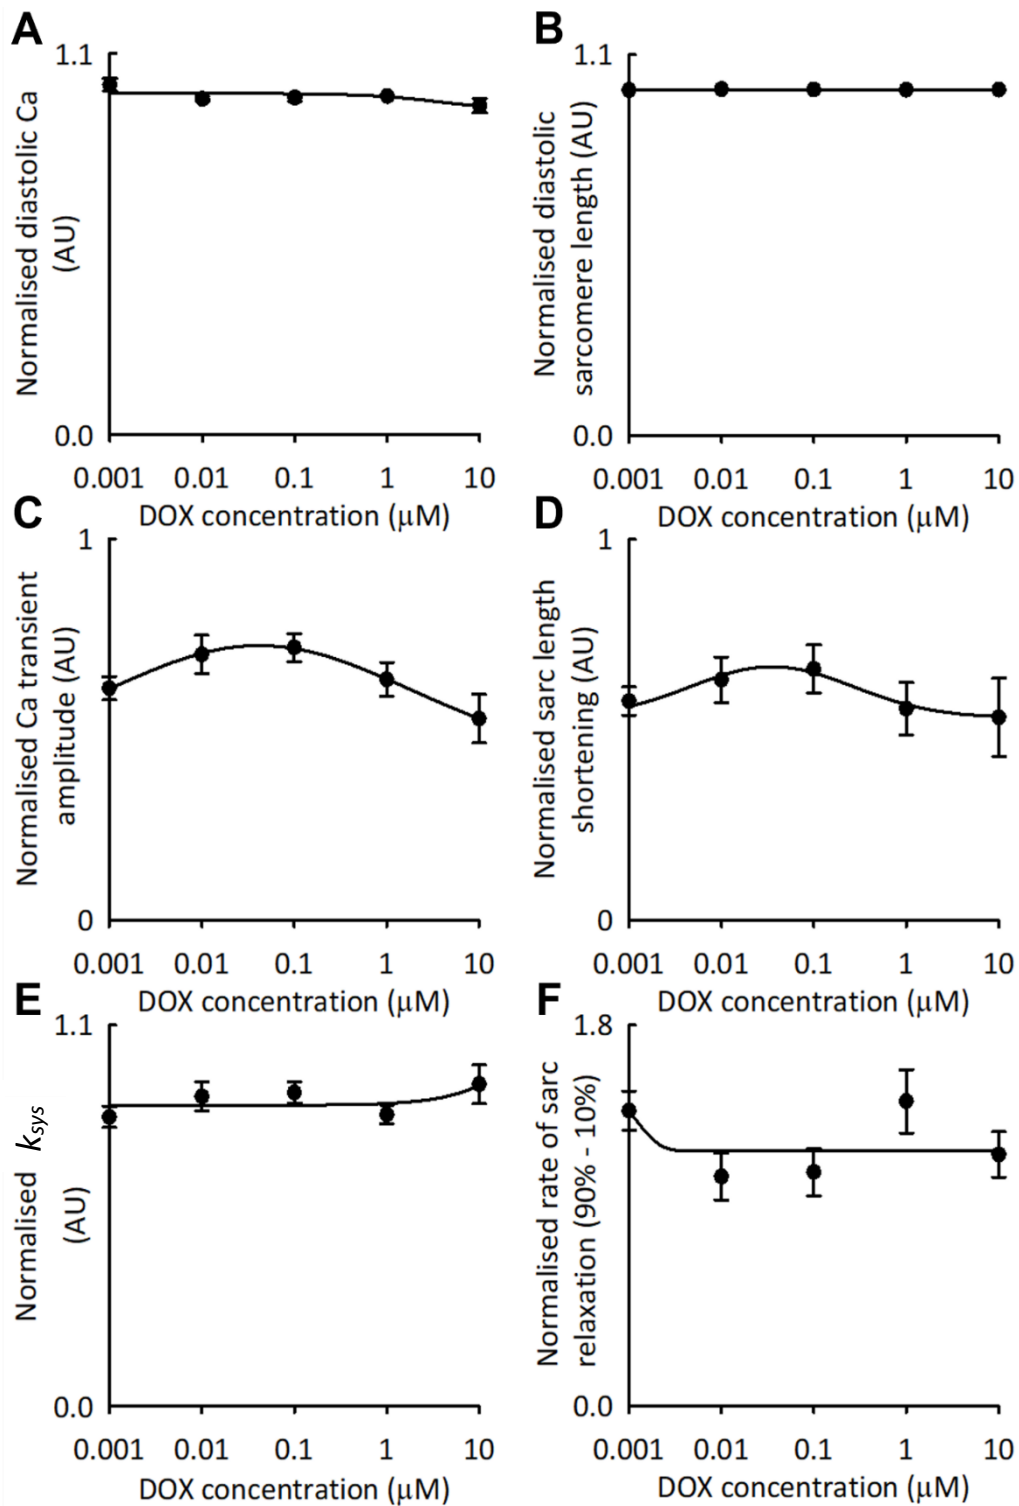 A
1.1
Normalised diastolic Ca
(AU)
0.0
0.001 0.01 0.1 1 10
DOX concentration (μM)
B
1.1
Normalised diastolic
sarcomere length (AU)
0.0
0.001 0.01 0.1 1 10
DOX concentration (μM)
C
1
Normalised Ca transient
amplitude (AU)
0
0.001 0.01 0.1 1 10
DOX concentration (μM)
D
1
Normalised sarc length
shortening (AU)
0
0.001 0.01 0.1 1 10
DOX concentration (μM)
E
1.1
Normalised ksys
(AU)
0.0
0.001 0.01 0.1 1 10
DOX concentration (μM)
F
1.8
Normalised rate of sarc
relaxation (90% - 10%)
0.0
0.001 0.01 0.1 1 10
DOX concentration (μM)